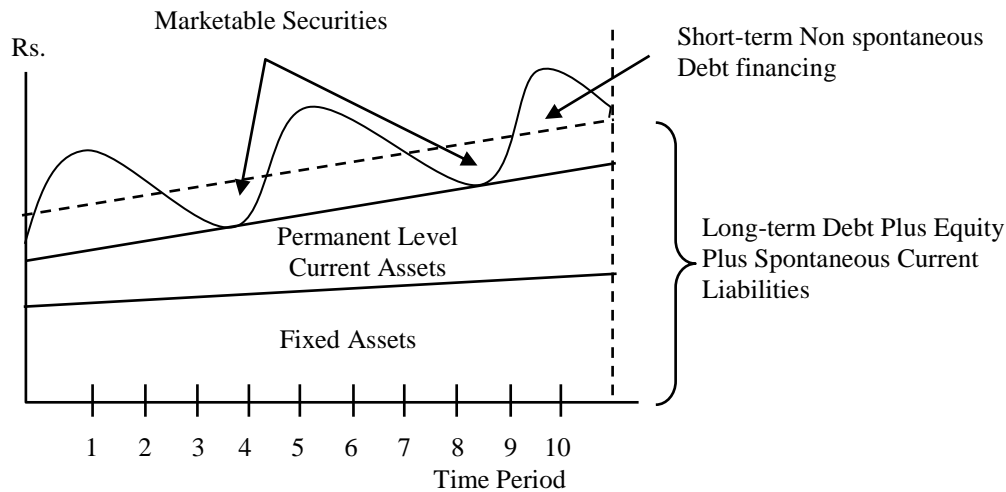 Marketable Securities
Rs.
Short-term Non spontaneous
Debt financing
Permanent Level
Current Assets
Long-term Debt Plus Equity
Plus Spontaneous Current
Liabilities
Fixed Assets
1 2 3 4 5 6 7 8 9 10
Time Period